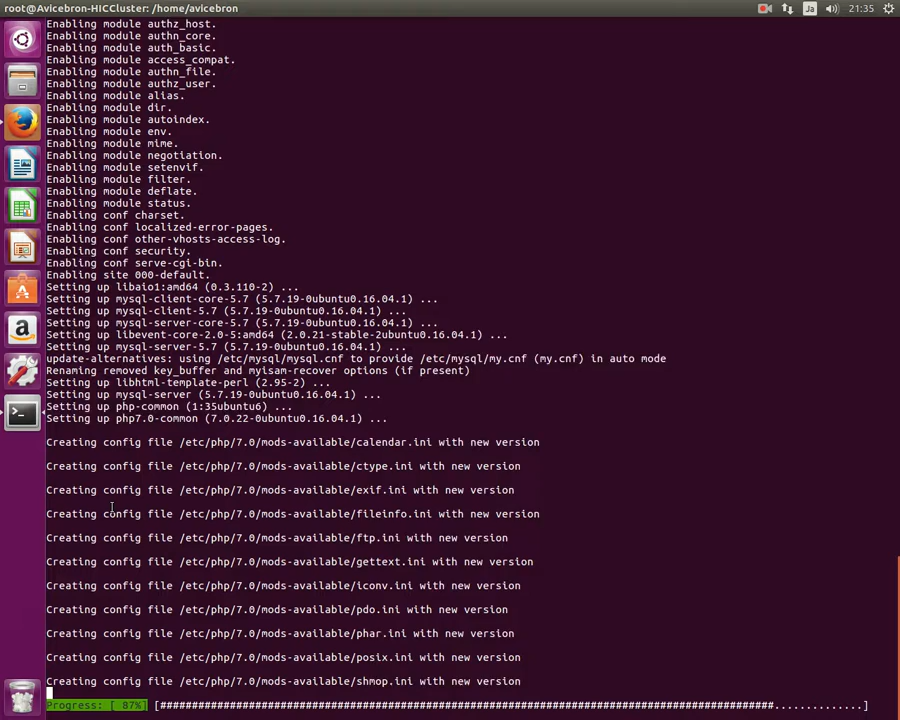 root@Avicebron-HICCluster: /home/avicebron
Ja
21:35
Enabling module authz_host.
Enabling module authn_core.
Enabling module auth_basic.
Enabling module access_compat.
Enabling module authn_file.
Enabling module authz_user.
Enabling module alias.
Enabling module dir.
Enabling module autoindex.
Enabling module env.
Enabling module mime.
Enabling module negotiation.
Enabling module setenvif.
Enabling module filter.
Enabling module deflate.
Enabling module status.
Enabling conf charset.
Enabling conf localized-error-pages.
Enabling conf other-vhosts-access-log.
Enabling conf security.
Enabling conf serve-cgi-bin.
Enabling site 000-default.
Setting up libaio1:amd64 (0.3.110-2) ...
Setting up mysql-client-core-5.7 (5.7.19-0ubuntu0.16.04.1) ...
Setting up mysql-client-5.7 (5.7.19-0ubuntu0.16.04.1) ...
Setting up mysql-server-core-5.7 (5.7.19-0ubuntu0.16.04.1) ...
Setting up libevent-core-2.0-5:amd64 (2.0.21-stable-2ubuntu0.16.04.1) ...
Setting up mysql-server-5.7 (5.7.19-0ubuntu0.16.04.1) ...
update-alternatives: using /etc/mysql/mysql.cnf to provide /etc/mysql/my.cnf (my.cnf) in auto mode
Renaming removed key_buffer and myisam-recover options (if present)
Setting up libhtml-template-perl (2.95-2) ...
Setting up mysql-server (5.7.19-0ubuntu0.16.04.1) ...
Setting up php-common (1:35ubuntu6) ...
Setting up php7.0-common (7.0.22-0ubuntu0.16.04.1) ...
Creating config file /etc/php/7.0/mods-available/calendar.ini with new version
Creating config file /etc/php/7.0/mods-available/ctype.ini with new version
Creating config file /etc/php/7.0/mods-available/exif.ini with new version
Creating config file /etc/php/7.0/mods-available/fileinfo.ini with new version
Creating config file /etc/php/7.0/mods-available/ftp.ini with new version
Creating config file /etc/php/7.0/mods-available/gettext.ini with new version
Creating config file /etc/php/7.0/mods-available/iconv.ini with new version
Creating config file /etc/php/7.0/mods-available/pdo.ini with new version
Creating config file /etc/php/7.0/mods-available/phar.ini with new version
Creating config file /etc/php/7.0/mods-available/posix.ini with new version
Creating config file /etc/php/7.0/mods-available/shmop.ini with new version
Progress: [ 87%] [#################################################################################################..............]